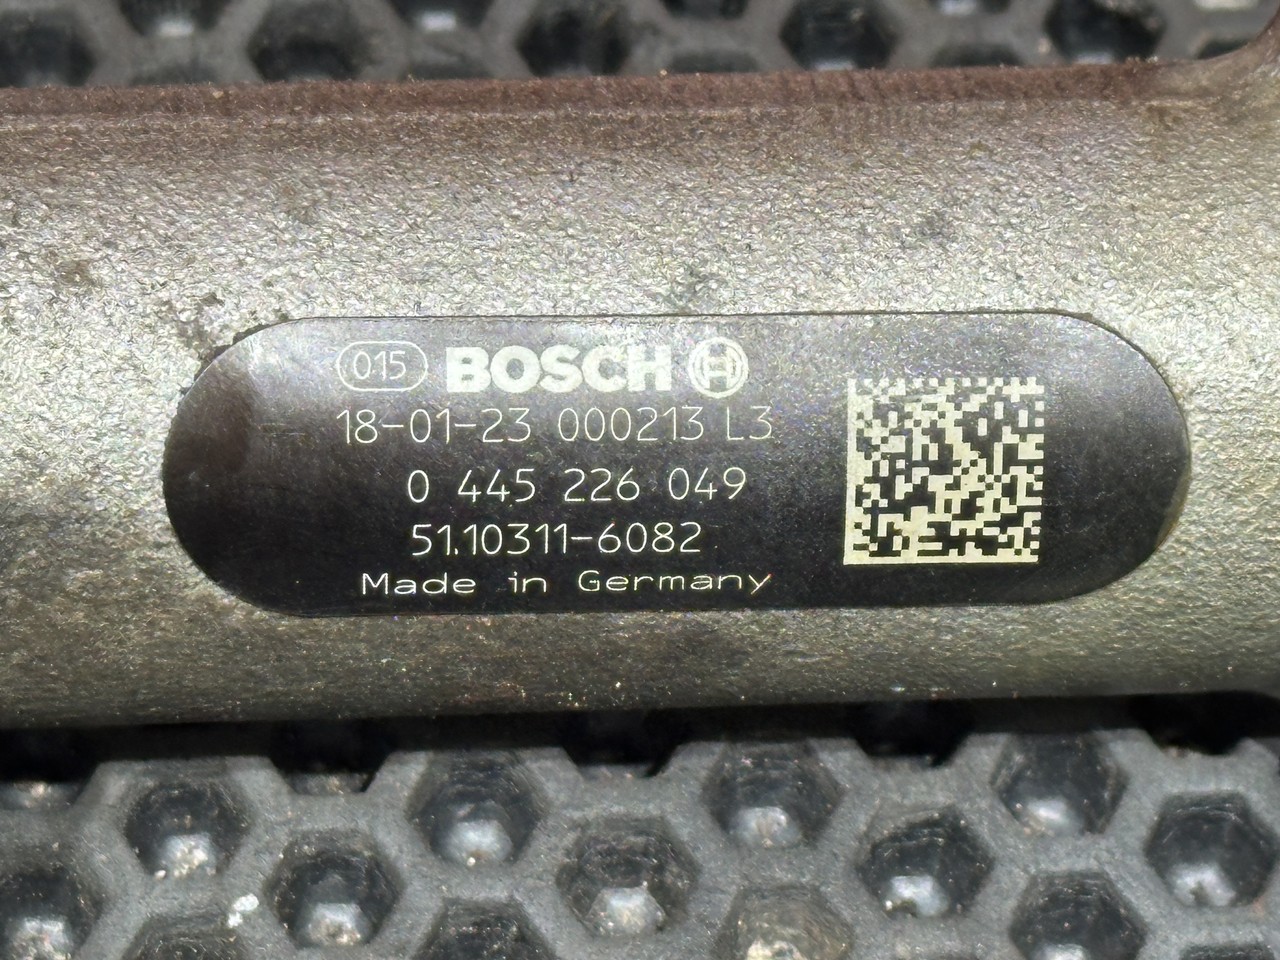 015 BOSCH
18-01-23 000213 L3
0 445 226 049
51.10311-6082
Made in Germany